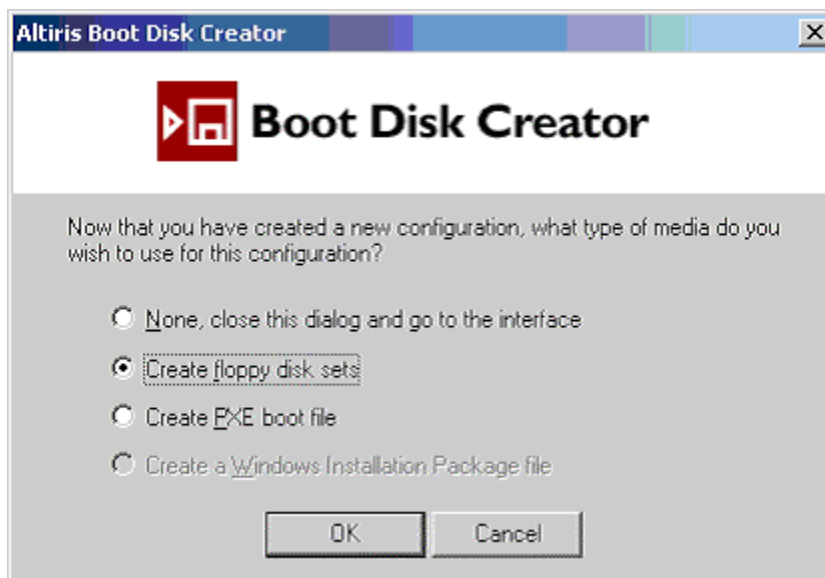 Altiris Boot Disk Creator
Boot Disk Creator
Now that you have created a new configuration, what type of media do you
wish to use for this configuration?
None, close this dialog and go to the interface
Create floppy disk sets
Create PXE boot file
Create a Windows Installation Package file
OK Cancel